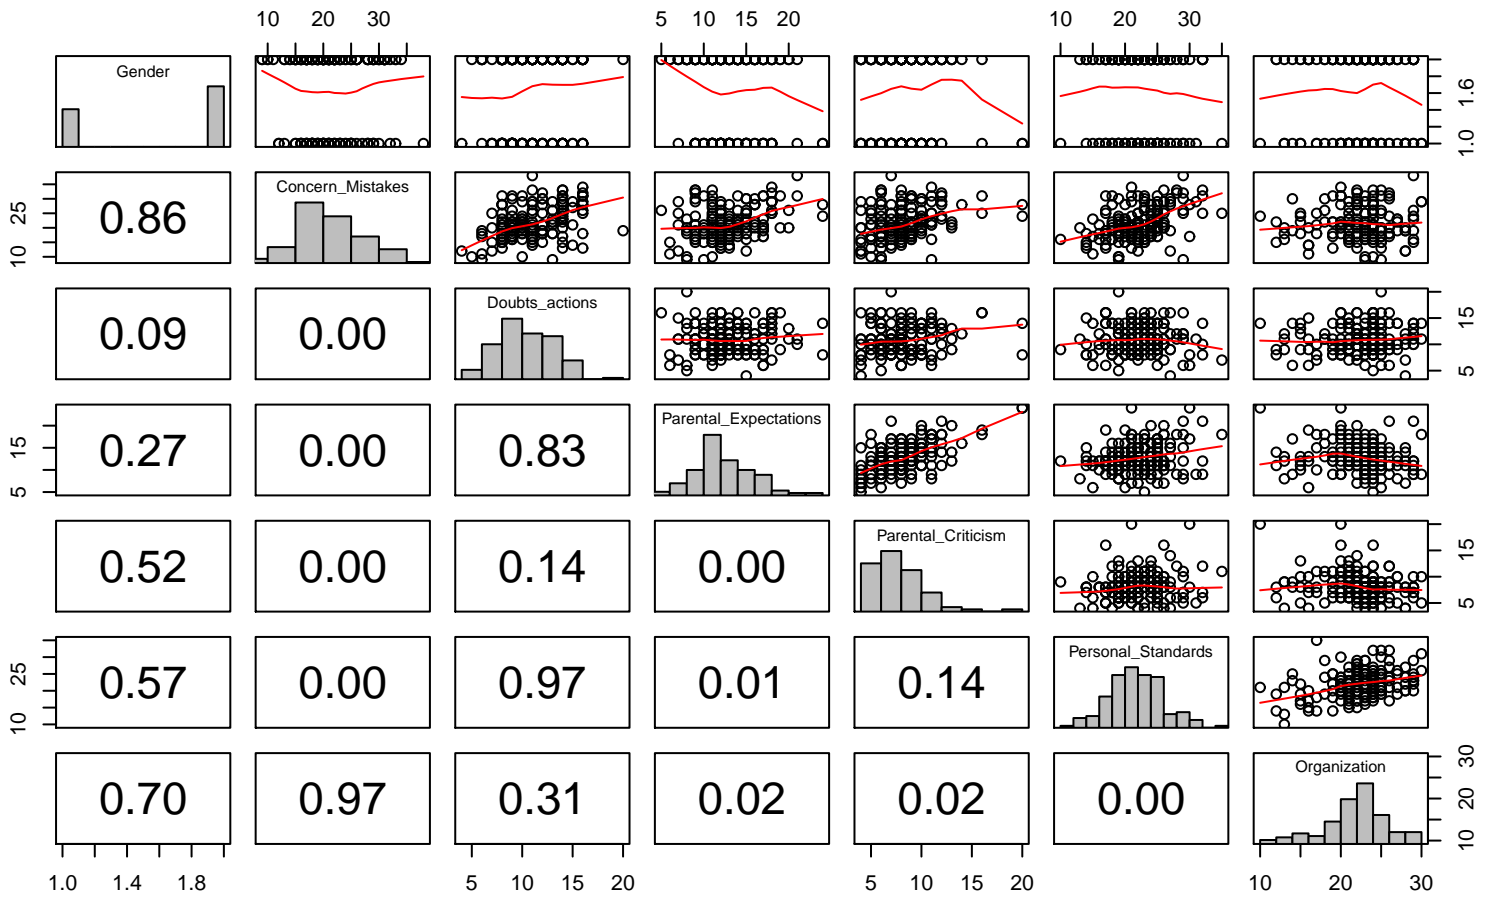 10 20 30 5 10 15 20 10 20 30
Gender
1.0 1.6
0.86 Concern_Mistakes
10 25
0.09 0.00 Doubts_actions
5 15
0.27 0.00 0.83 Parental_Expectations
5 15
0.52 0.00 0.14 0.00 Parental_Criticism
5 15
0.57 0.00 0.97 0.01 0.14 Personal_Standards
10 25
0.70 0.97 0.31 0.02 0.02 0.00 Organization
10 20 30
1.0 1.4 1.8 5 10 15 20 5 10 15 20 10 20 30